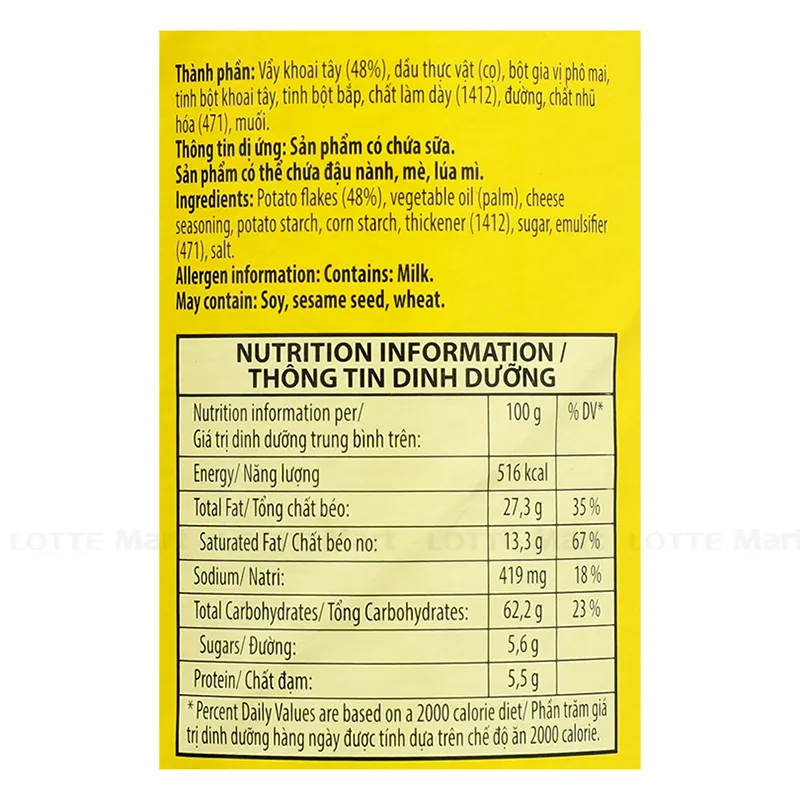 Thành phần: Vẩy khoai tây (48%), dầu thực vật (cọ), bột gia vị phô mai,
tinh bột khoai tây, tinh bột bắp, chất làm dày (1412), đường, chất nhũ
hóa (471), muối.
Thông tin dị ứng: Sản phẩm có chứa sữa.
Sản phẩm có thể chứa đậu nành, mè, lúa mì.
Ingredients: Potato flakes (48%), vegetable oil (palm), cheese
seasoning, potato starch, corn starch, thickener (1412), sugar, emulsifier
(471), salt.
Allergen information: Contains: Milk.
May contain: Soy, sesame seed, wheat.
NUTRITION INFORMATION /
THÔNG TIN DINH DƯỠNG
Nutrition information per/ 100 g % DV*
Giá trị dinh dưỡng trung bình trên:
Energy/ Năng lượng 516 kcal
Total Fat/ Tổng chất béo: 27,3 g 35 %
Saturated Fat/ Chất béo no: 13,3 g 67 %
LOTTE Mart LOTTE Mart LOTTE Mart
Sodium/ Natri: 419 mg 18 %
Total Carbohydrates/ Tổng Carbohydrates: 62,2 g 23 %
Sugars/ Đường: 5,6 g
Protein/ Chất đạm: 5,5 g
* Percent Daily Values are based on a 2000 calorie diet/ Phần trăm giá
trị dinh dưỡng hàng ngày được tính dựa trên chế độ ăn 2000 calorie.